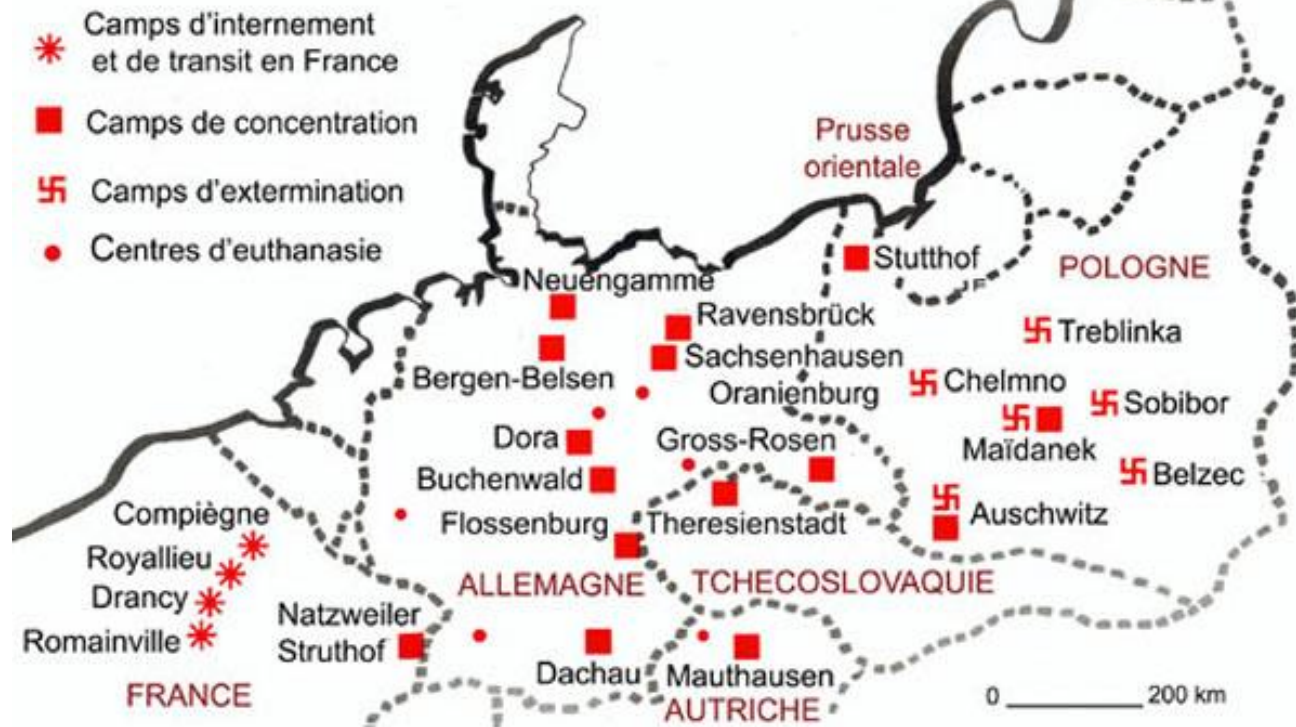 Camps d'internement
et de transit en France
Camps de concentration
Camps d'extermination
Centres d'euthanasie
Prusse
orientale
Stutthof
POLOGNE
Neuengamme
Ravensbrück
Treblinka
Sachsenhausen
Bergen-Belsen
Oranienburg
Chelmno
Sobibor
Dora
Gross-Rosen
Maïdanek
Buchenwald
Belzec
Compiègne
Flossenburg
Theresienstadt
Auschwitz
Royallieu
ALLEMAGNE
TCHECOSLOVAQUIE
Drancy
Natzweiler
Struthof
Romainville
Dachau
Mauthausen
FRANCE
AUTRICHE
0
200 km